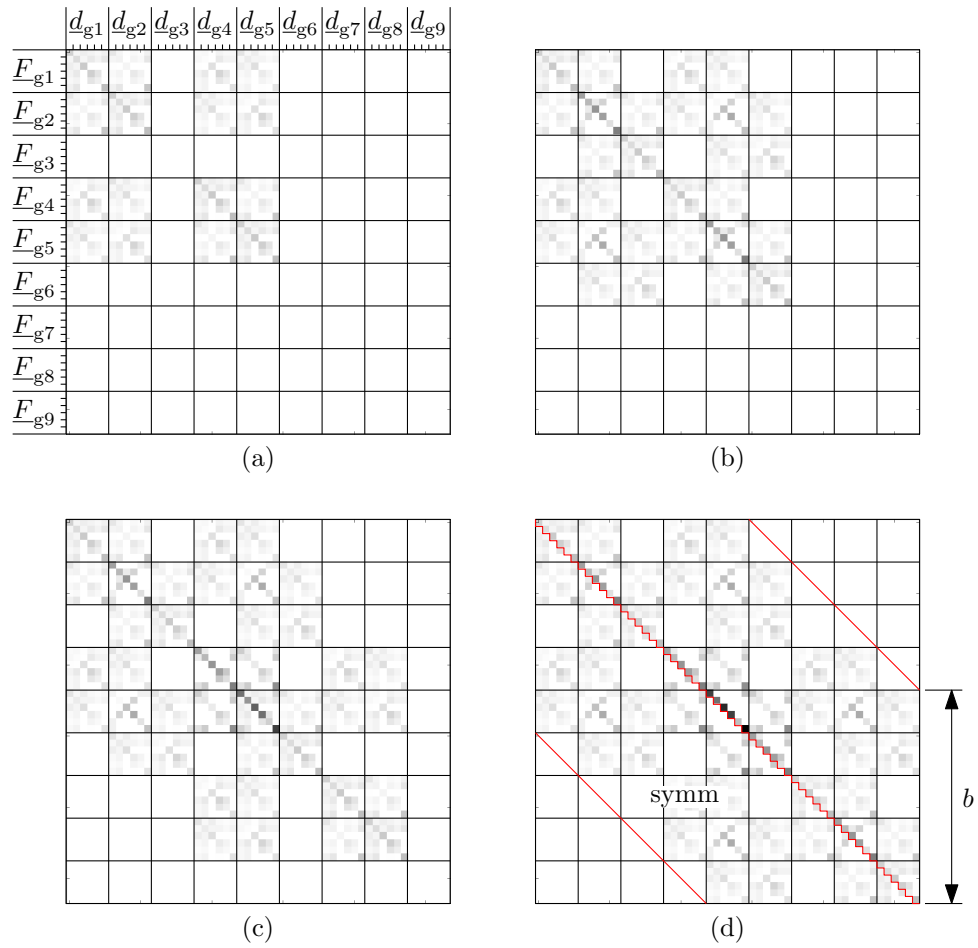 d_g1 d_g2 d_g3 d_g4 d_g5 d_g6 d_g7 d_g8 d_g9
F_g1
F_g2
F_g3
F_g4
F_g5
F_g6
F_g7
F_g8
F_g9
(a)
(b)
symm
b
(c)
(d)